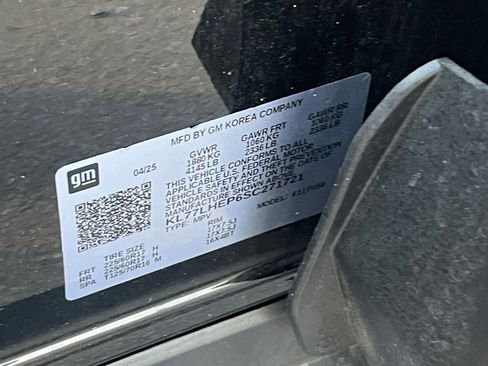 gm
MFD BY GM KOREA COMPANY
04/25
GVWR GAWR FRT GAWR RR
1880 KG 1060 KG 1060 KG
4145 LB 2336 LB 2336 LB
THIS VEHICLE CONFORMS TO ALL
APPLICABLE U.S. FEDERAL MOTOR
VEHICLE SAFETY AND THEFT PREVENTION
STANDARDS IN EFFECT ON THE DATE OF
MANUFACTURE SHOWN ABOVE.
KL77LHEP6SC271721
TYPE: MPV MODEL:
TIRE SIZE RIM
FRT 225/60R17 H 17X7.5J
RR 225/60R17 H 17X7.5J
SPA T125/70R16 M 16X4BT